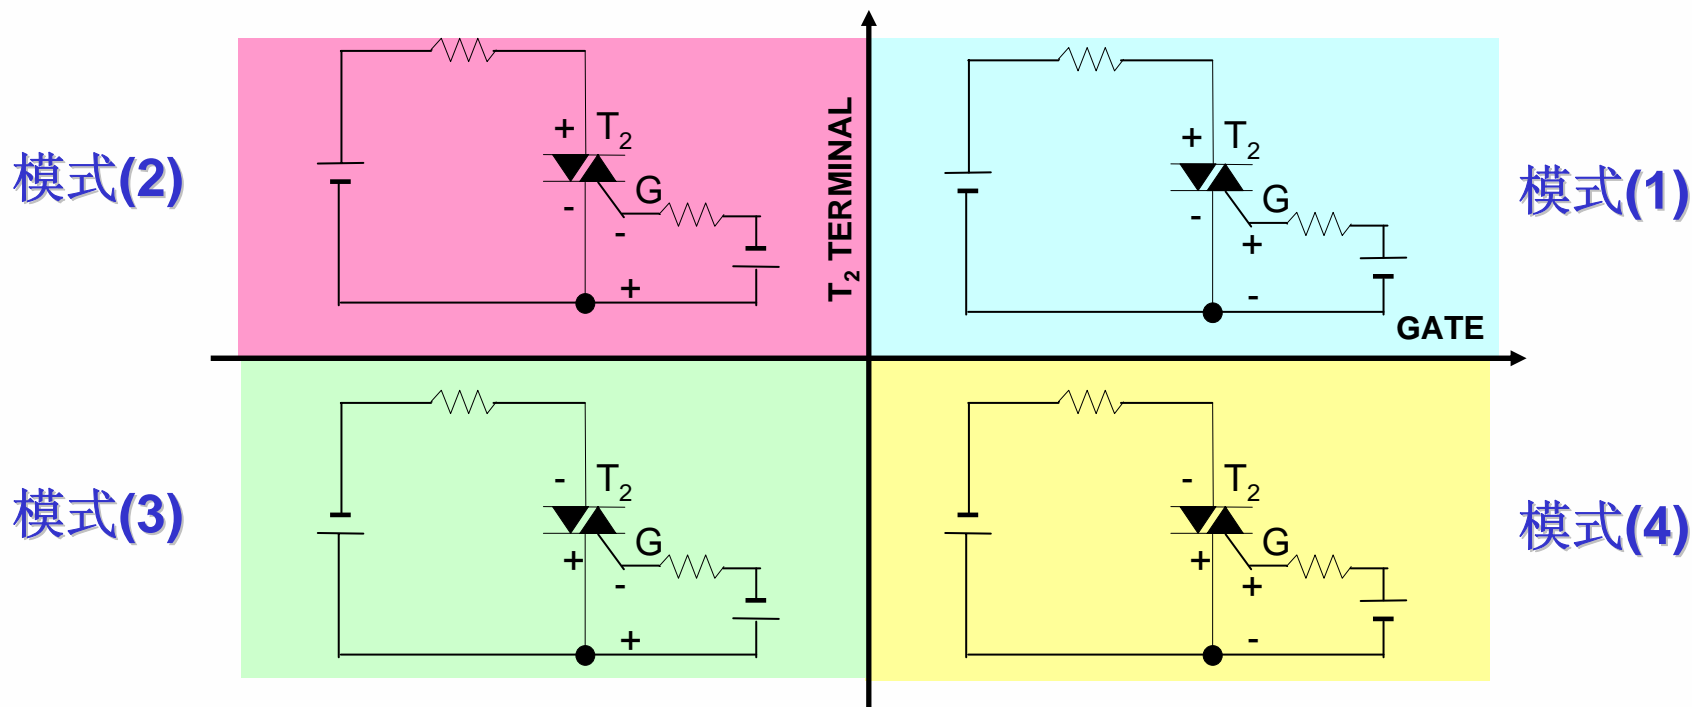 模式(2)
+ T2
- G
-
+
T2 TERMINAL
+ T2
- G
+
-
GATE
模式(1)
模式(3)
- T2
+ G
-
+
- T2
+ G
+
-
模式(4)